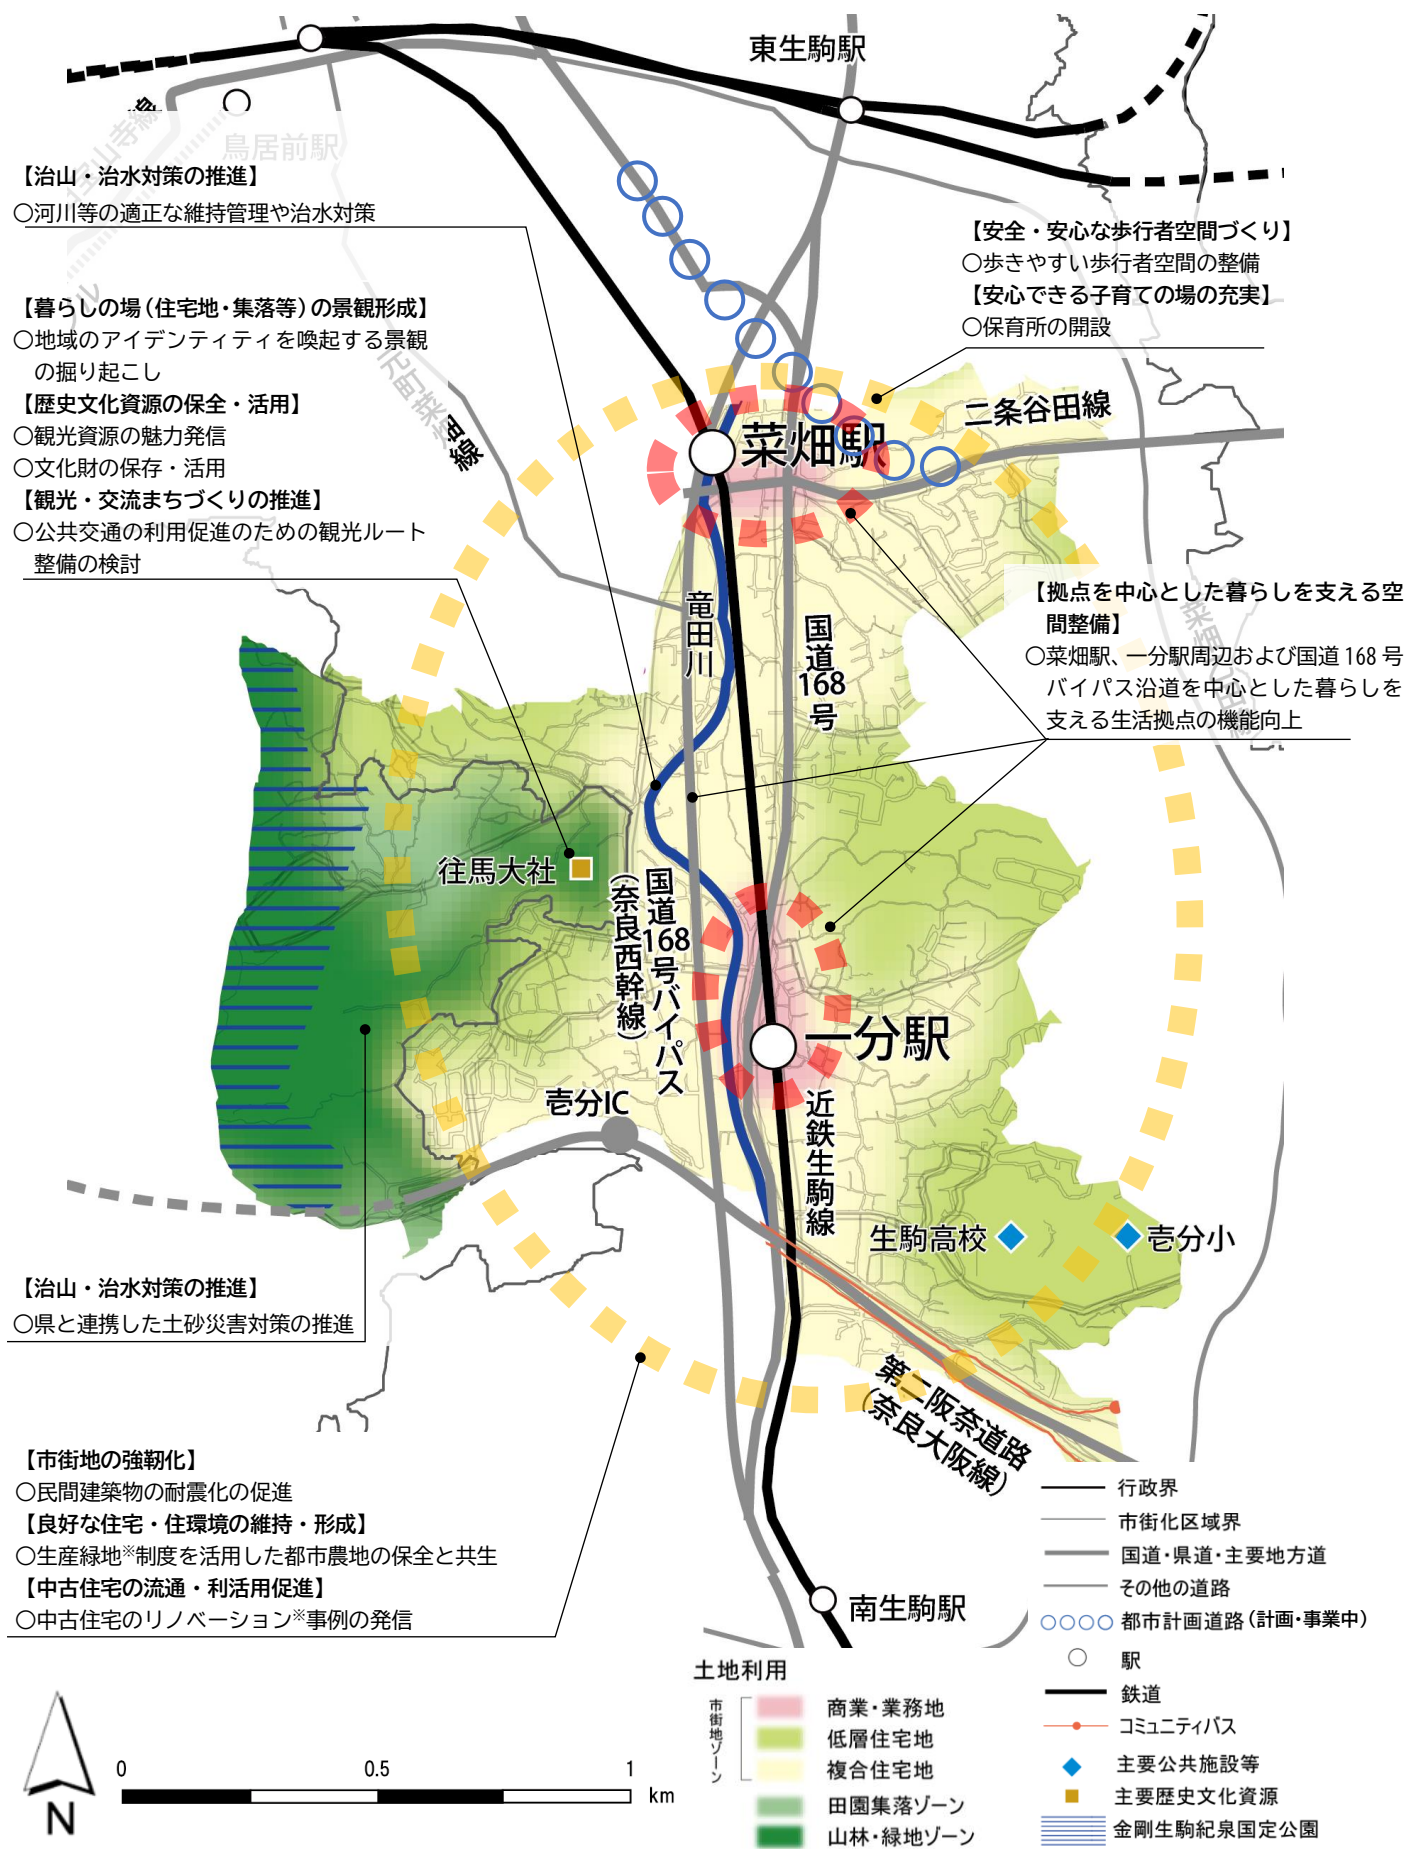 東生駒駅
宝山寺線
鳥居前駅
【治山・治水対策の推進】
○河川等の適正な維持管理や治水対策
【安全・安心な歩行者空間づくり】
○歩きやすい歩行者空間の整備
【安心できる子育ての場の充実】
○保育所の開設
【暮らしの場(住宅地・集落等)の景観形成】
○地域のアイデンティティを喚起する景観
の掘り起こし
【歴史文化資源の保全・活用】
○観光資源の魅力発信
○文化財の保存・活用
【観光・交流まちづくりの推進】
○公共交通の利用促進のための観光ルート
整備の検討
元町菜畑線
二条谷田線
菜畑駅
竜田川
国道168号
【拠点を中心とした暮らしを支える空
間整備】
○菜畑駅、一分駅周辺および国道168号
バイパス沿道を中心とした暮らしを
支える生活拠点の機能向上
往馬大社
国道168号バイパス
(奈良西幹線)
一分駅
壱分IC
近鉄生駒線
生駒高校
壱分小
【治山・治水対策の推進】
○県と連携した土砂災害対策の推進
第二阪奈道路
(奈良大阪線)
【市街地の強靭化】
○民間建築物の耐震化の促進
【良好な住宅・住環境の維持・形成】
○生産緑地※制度を活用した都市農地の保全と共生
【中古住宅の流通・利活用促進】
○中古住宅のリノベーション※事例の発信
南生駒駅
行政界
市街化区域界
国道・県道・主要地方道
その他の道路
都市計画道路(計画・事業中)
駅
鉄道
コミュニティバス
主要公共施設等
主要歴史文化資源
金剛生駒紀泉国定公園
土地利用
市街地ゾーン
商業・業務地
低層住宅地
複合住宅地
田園集落ゾーン
山林・緑地ゾーン
0 0.5 1
km
N